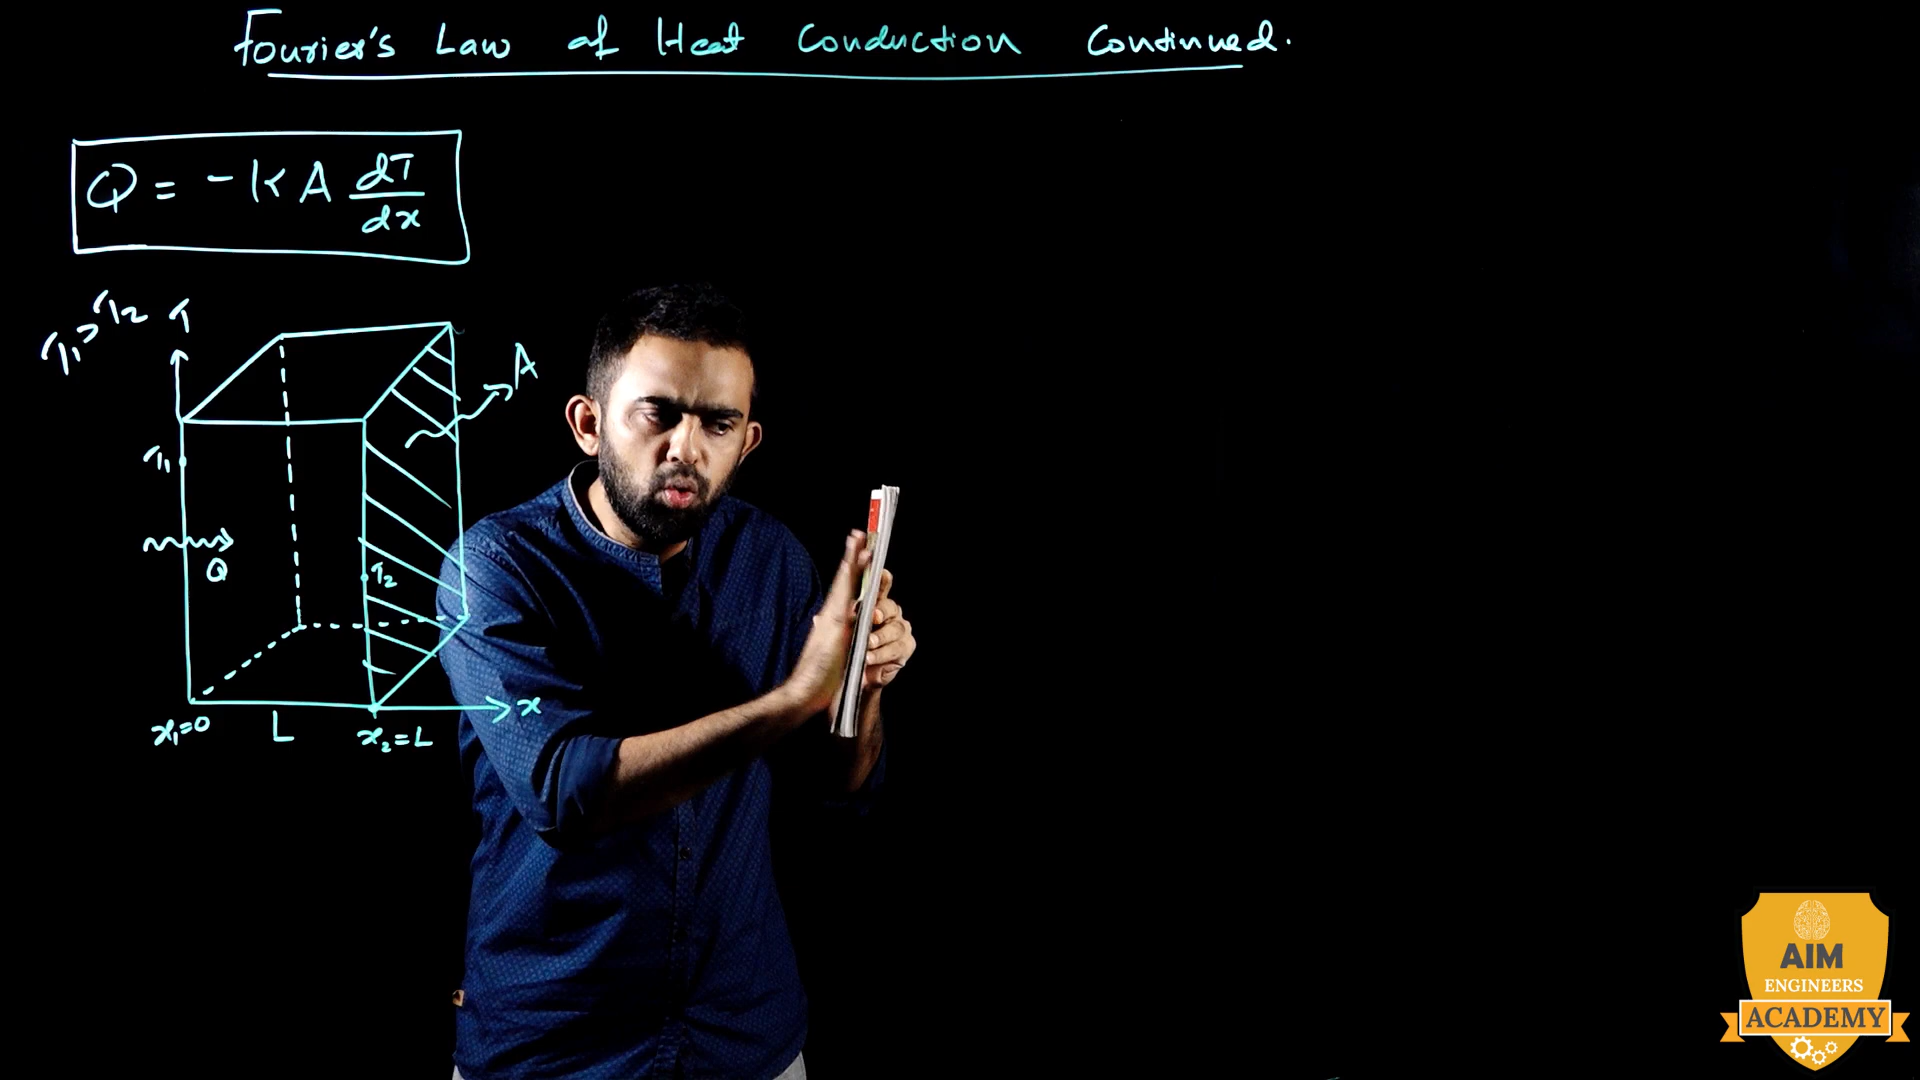 Fourier's Law of Heat Conduction Continued.
Q = -KA dT/dx
T1>T2
T
A
T1
Q
T2
x
x1=0
L
x2=L
AIM
ENGINEERS
ACADEMY